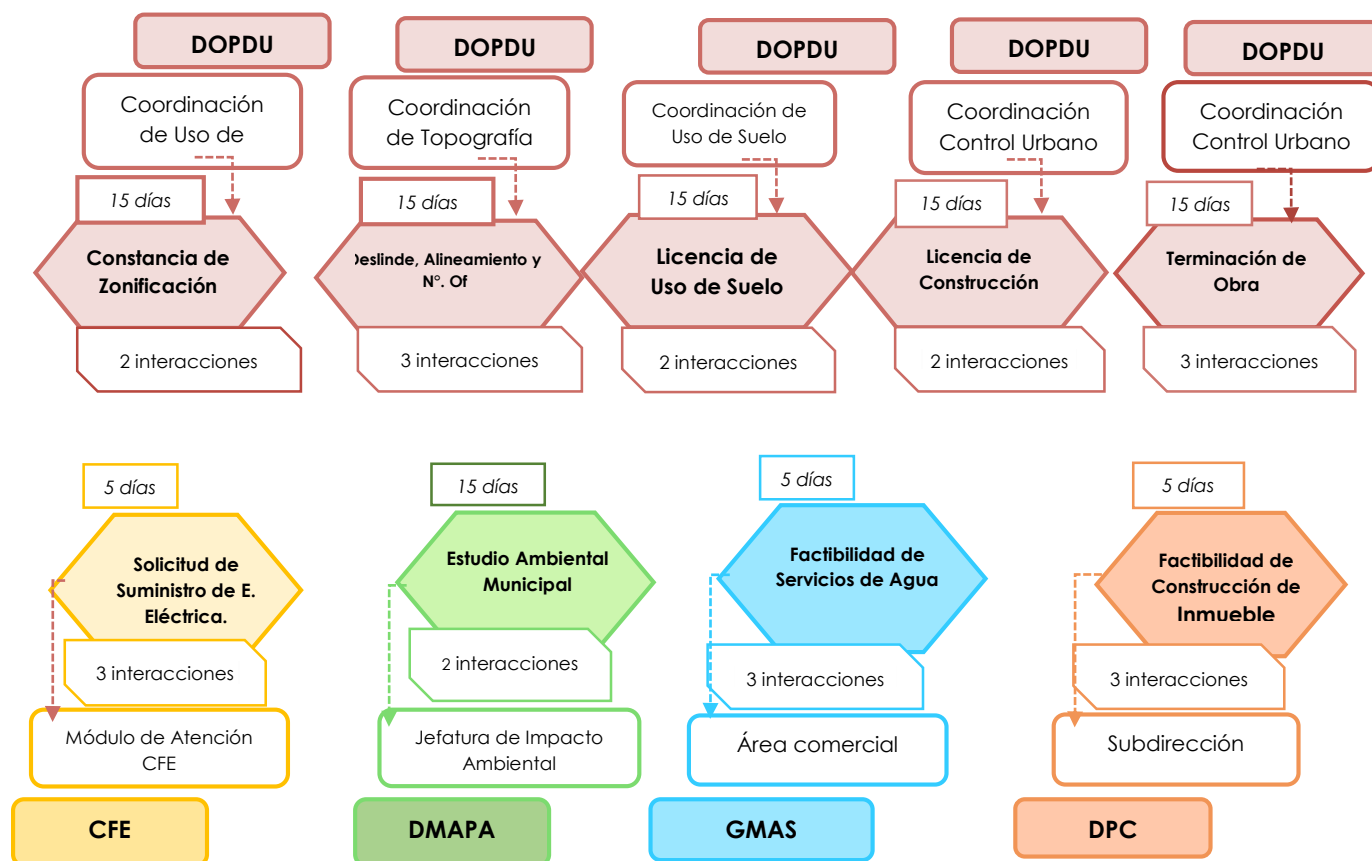 DOPDU
DOPDU
DOPDU
DOPDU
DOPDU
Coordinación
de Uso de
Coordinación
de Topografía
Coordinación de
Uso de Suelo
Coordinación
Control Urbano
Coordinación
Control Urbano
15 días
15 días
15 días
15 días
15 días
Constancia de
Zonificación
Deslinde, Alineamiento y
N°. Of
Licencia de
Uso de Suelo
Licencia de
Construcción
Terminación de
Obra
2 interacciones
3 interacciones
2 interacciones
2 interacciones
3 interacciones
5 días
15 días
5 días
5 días
Solicitud de
Suministro de E.
Eléctrica.
Estudio Ambiental
Municipal
Factibilidad de
Servicios de Agua
Factibilidad de
Construcción de
Inmueble
3 interacciones
2 interacciones
3 interacciones
3 interacciones
Módulo de Atención
CFE
Jefatura de Impacto
Ambiental
Área comercial
Subdirección
CFE
DMAPA
GMAS
DPC